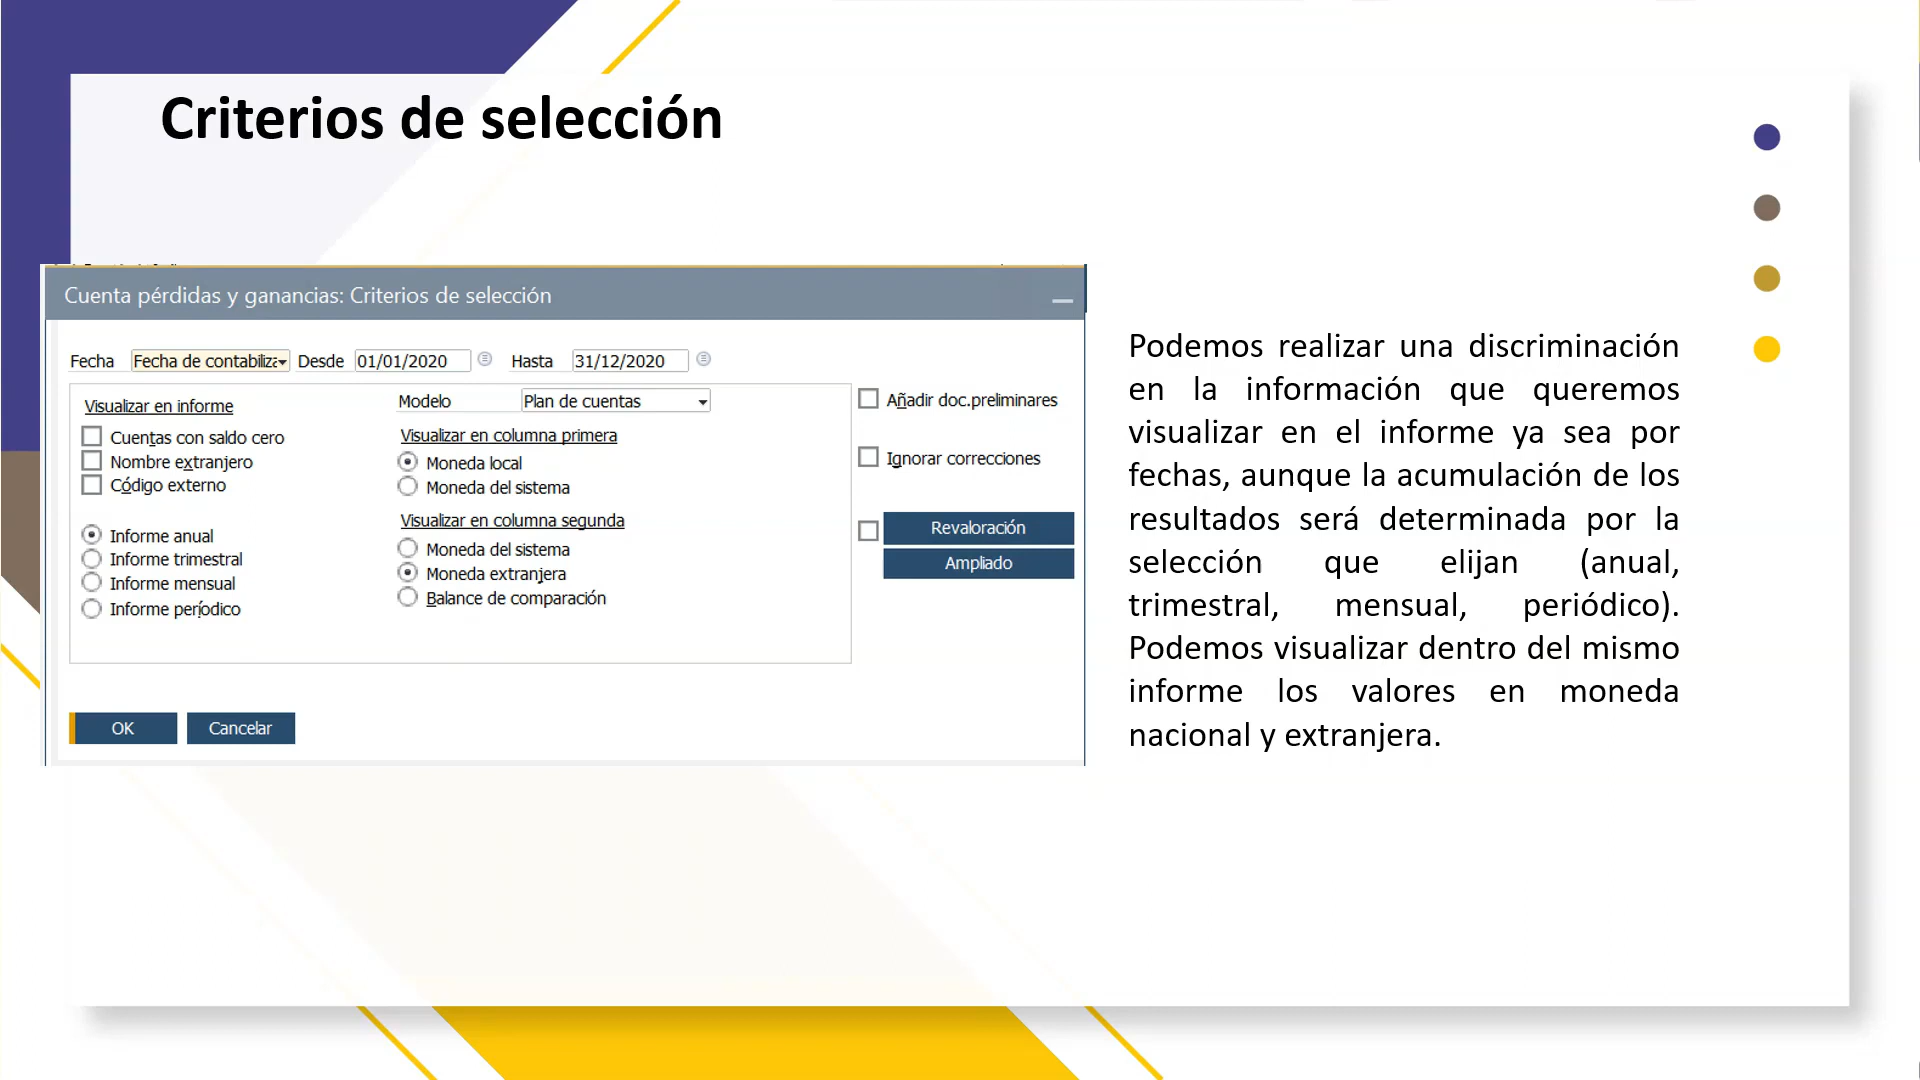 Criterios de selección
Cuenta pérdidas y ganancias: Criterios de selección
Fecha Fecha de contabiliza Desde 01/01/2020 Hasta 31/12/2020
Visualizar en informe
Cuentas con saldo cero
Nombre extranjero
Código externo
Informe anual
Informe trimestral
Informe mensual
Informe periódico
Modelo Plan de cuentas
Visualizar en columna primera
Moneda local
Moneda del sistema
Visualizar en columna segunda
Moneda del sistema
Moneda extranjera
Balance de comparación
Añadir doc.preliminares
Ignorar correcciones
Revaloración
Ampliado
OK Cancelar
Podemos realizar una discriminación
en la información que queremos
visualizar en el informe ya sea por
fechas, aunque la acumulación de los
resultados será determinada por la
selección que elijan (anual,
trimestral, mensual, periódico).
Podemos visualizar dentro del mismo
informe los valores en moneda
nacional y extranjera.